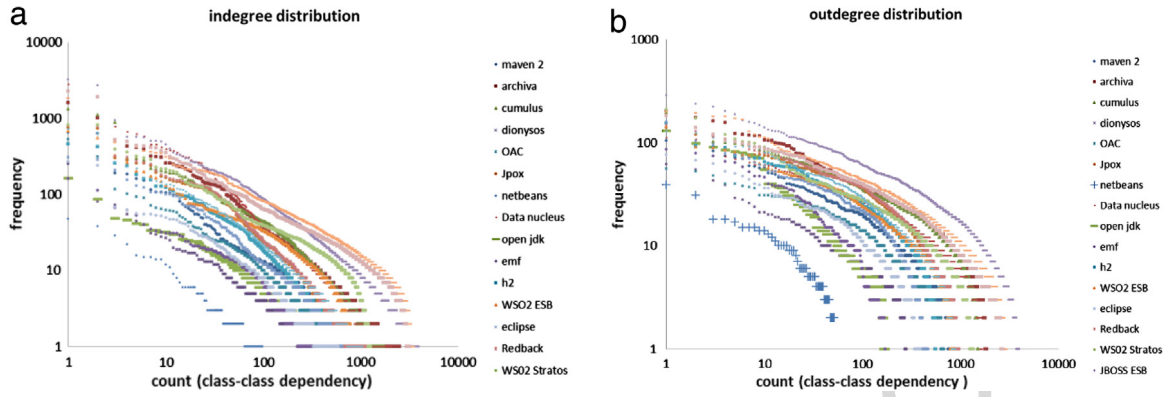 a
indegree distribution
10000
1000
100
10
1
frequency
1
10
100
1000
10000
count (class-class dependency)
maven 2
archiva
cumulus
dionysos
OAC
Jpox
netbeans
Data nucleus
open jdk
emf
h2
WSO2 ESB
eclipse
Redback
WS02 Stratos
b
outdegree distribution
1000
100
10
1
frequency
1
10
100
1000
10000
count (class-class dependency )
maven 2
archiva
cumulus
dionysos
OAC
Jpox
netbeans
Data nucleus
open jdk
emf
h2
WSO2 ESB
eclipse
Redback
WS02 Stratos
JBOSS ESB